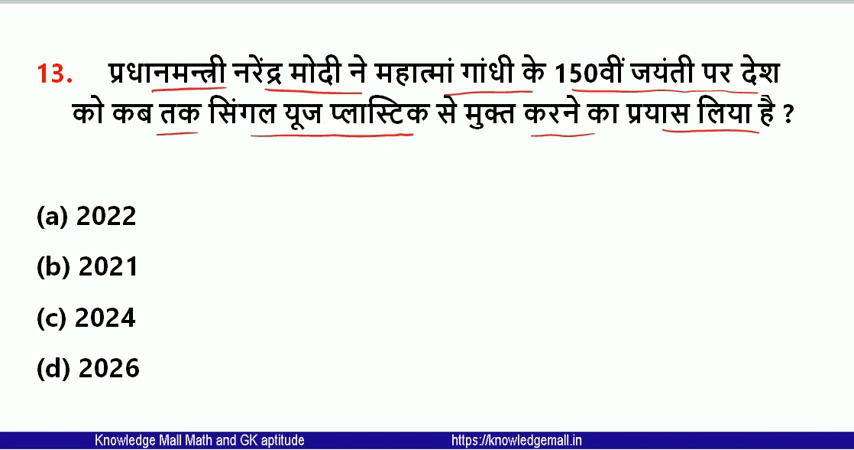 13. प्रधानमन्त्री नरेंद्र मोदी ने महात्मां गांधी के 150वीं जयंती पर देश
को कब तक सिंगल यूज प्लास्टिक से मुक्त करने का प्रयास लिया है ?
(a) 2022
(b) 2021
(c) 2024
(d) 2026
Knowledge Mall Math and GK aptitude https://knowledgemall.in